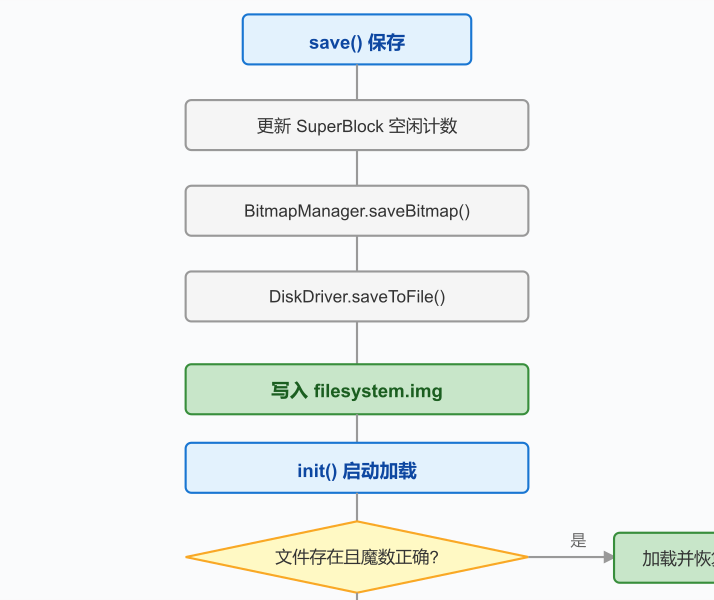 save() 保存
更新 SuperBlock 空闲计数
BitmapManager.saveBitmap()
DiskDriver.saveToFile()
写入 filesystem.img
init() 启动加载
文件存在且魔数正确?
是
加载并恢